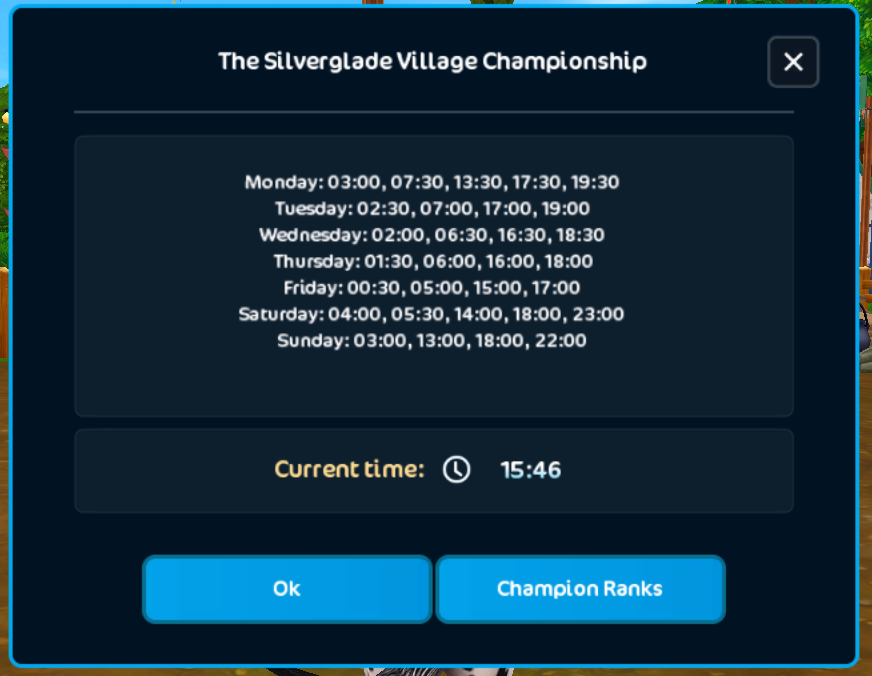 The Silverglade Village Championship
Monday: 03:00, 07:30, 13:30, 17:30, 19:30
Tuesday: 02:30, 07:00, 17:00, 19:00
Wednesday: 02:00, 06:30, 16:30, 18:30
Thursday: 01:30, 06:00, 16:00, 18:00
Friday: 00:30, 05:00, 15:00, 17:00
Saturday: 04:00, 05:30, 14:00, 18:00, 23:00
Sunday: 03:00, 13:00, 18:00, 22:00
Current time: 15:46
Ok
Champion Ranks